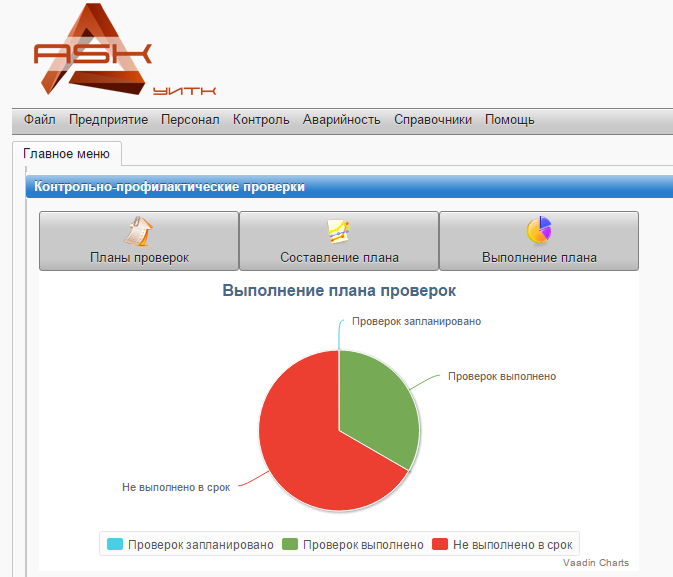 ASK
УИТК
Файл Предприятие Персонал Контроль Аварийность Справочники Помощь
Главное меню
Контрольно-профилактические проверки
Планы проверок Составление плана Выполнение плана
Выполнение плана проверок
Проверок запланировано
Проверок выполнено
Не выполнено в срок
Проверок запланировано Проверок выполнено Не выполнено в срок
Vaadin Charts